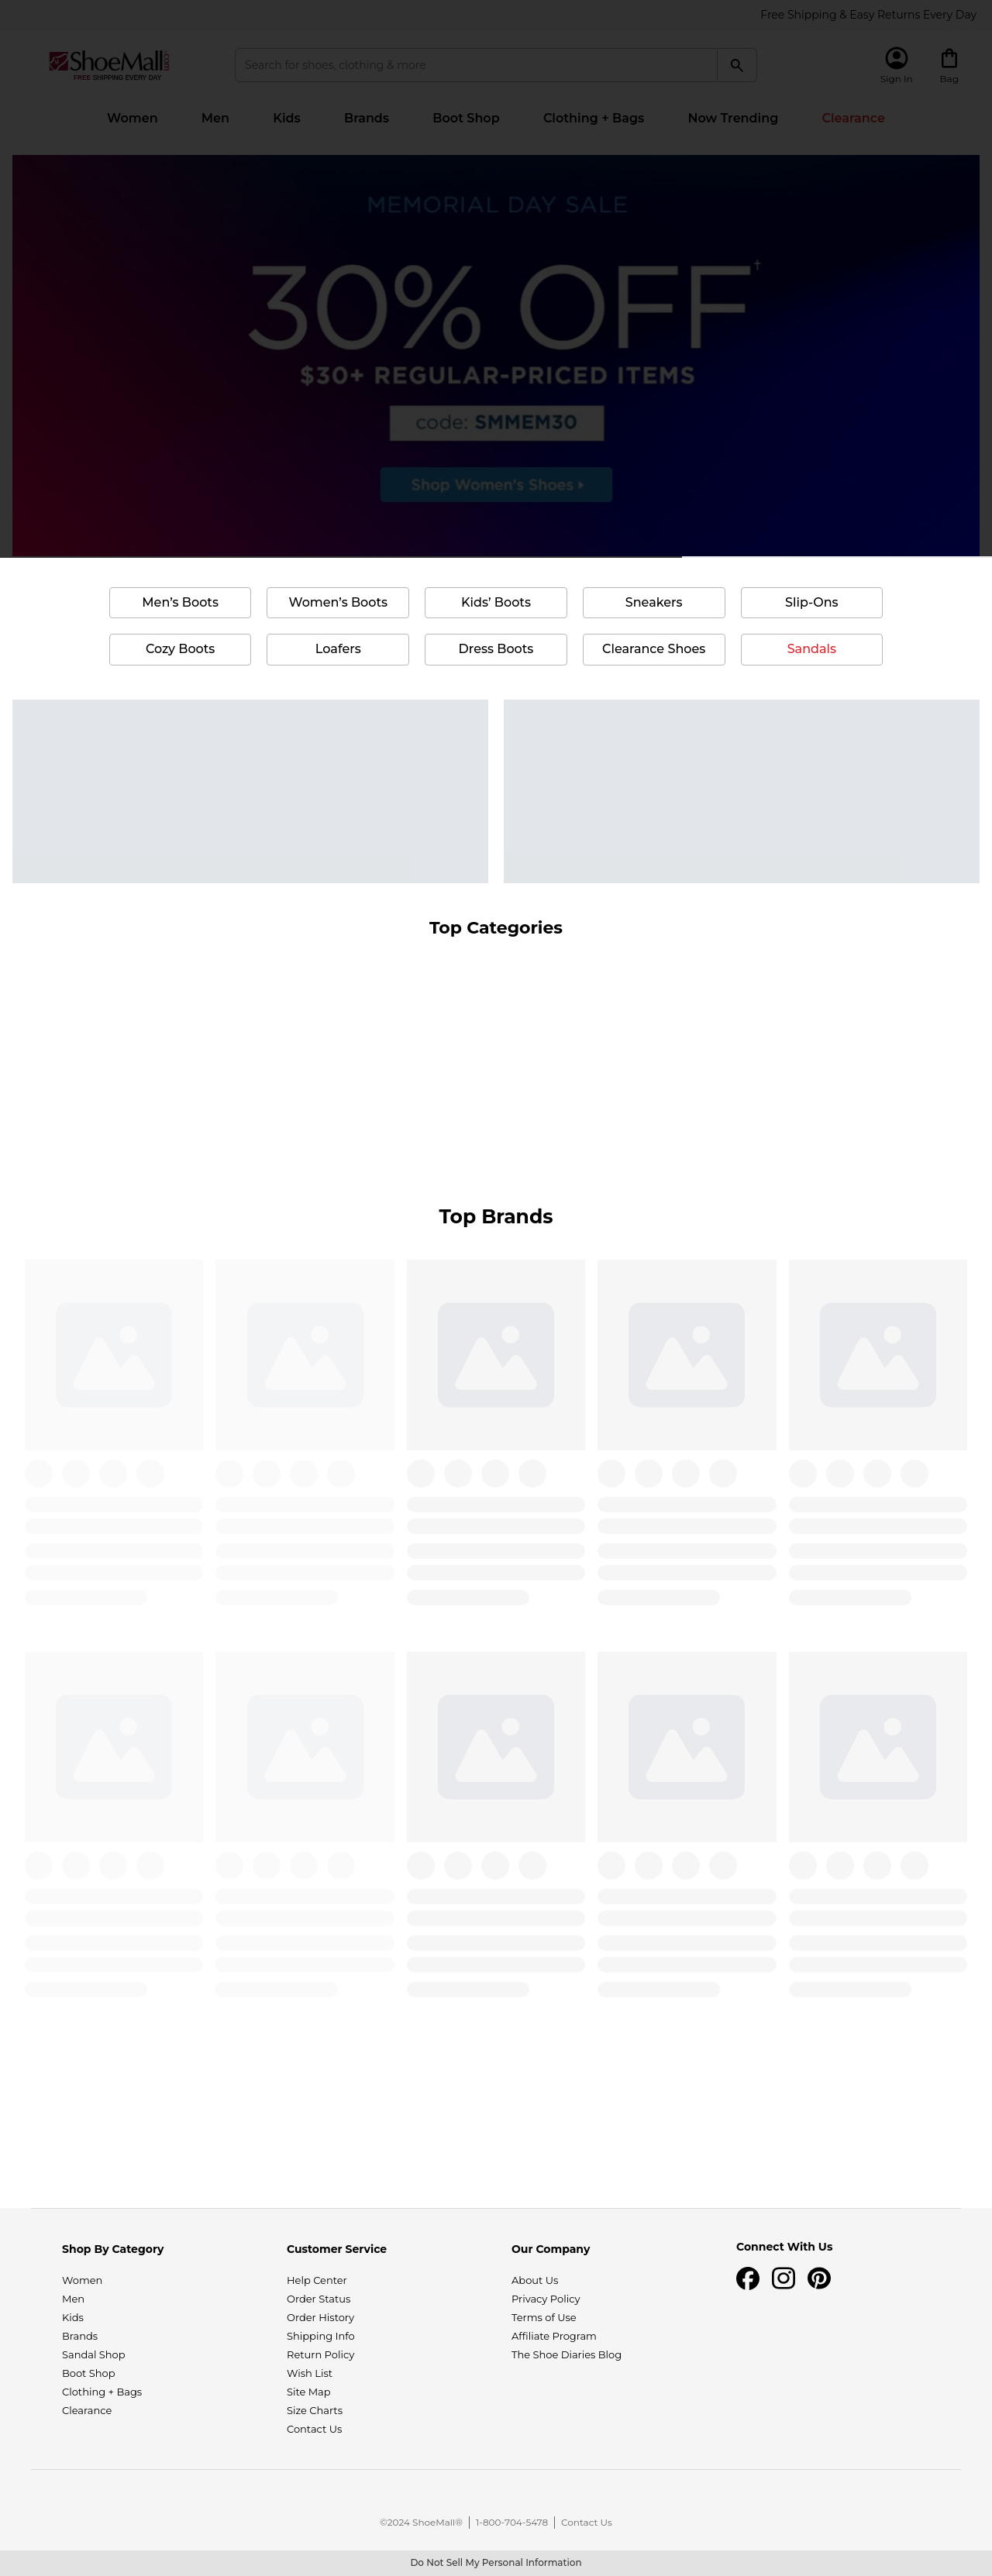 Free Shipping & Easy Returns Every Day
ShoeMall.com
FREE SHIPPING EVERY DAY
Search for shoes, clothing & more
Sign In
Bag
Women Men Kids Brands Boot Shop Clothing + Bags Now Trending Clearance
MEMORIAL DAY SALE
30% OFF†
$30+ REGULAR-PRICED ITEMS
code: SMMEM30
Shop Women's Shoes
Men’s Boots Women’s Boots Kids’ Boots Sneakers Slip-Ons
Cozy Boots Loafers Dress Boots Clearance Shoes Sandals
Top Categories
Top Brands
Shop By Category
Women
Men
Kids
Brands
Sandal Shop
Boot Shop
Clothing + Bags
Clearance
Customer Service
Help Center
Order Status
Order History
Shipping Info
Return Policy
Wish List
Site Map
Size Charts
Contact Us
Our Company
About Us
Privacy Policy
Terms of Use
Affiliate Program
The Shoe Diaries Blog
Connect With Us
©2024 ShoeMall® 1-800-704-5478 Contact Us
Do Not Sell My Personal Information